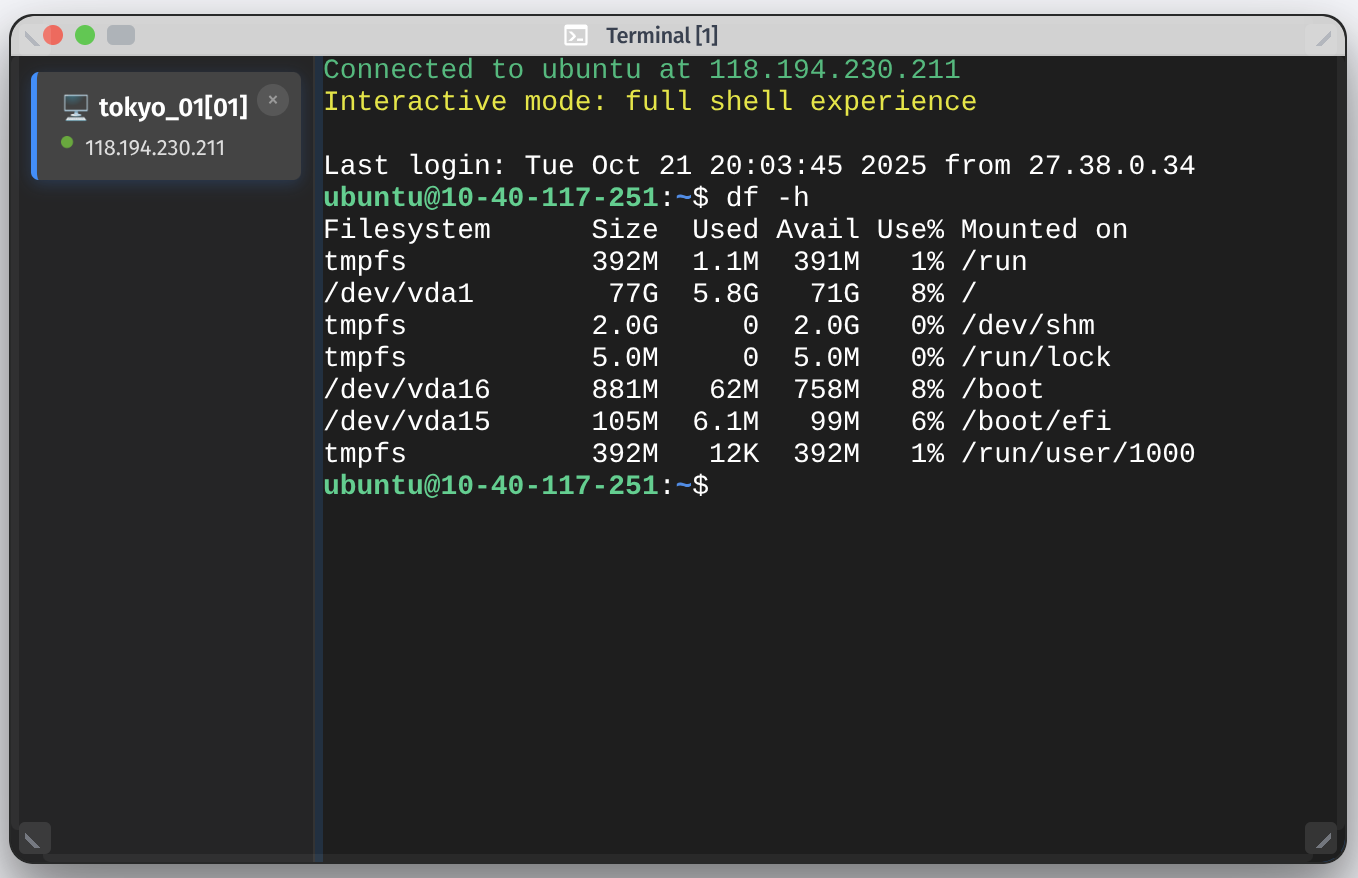 Terminal [1]
tokyo_01[01]
×
118.194.230.211
Connected to ubuntu at 118.194.230.211
Interactive mode: full shell experience
Last login: Tue Oct 21 20:03:45 2025 from 27.38.0.34
ubuntu@10-40-117-251:~$ df -h
Filesystem      Size  Used Avail Use% Mounted on
tmpfs           392M  1.1M  391M   1% /run
/dev/vda1        77G  5.8G   71G   8% /
tmpfs           2.0G     0  2.0G   0% /dev/shm
tmpfs           5.0M     0  5.0M   0% /run/lock
/dev/vda16      881M   62M  758M   8% /boot
/dev/vda15      105M  6.1M   99M   6% /boot/efi
tmpfs           392M   12K  392M   1% /run/user/1000
ubuntu@10-40-117-251:~$